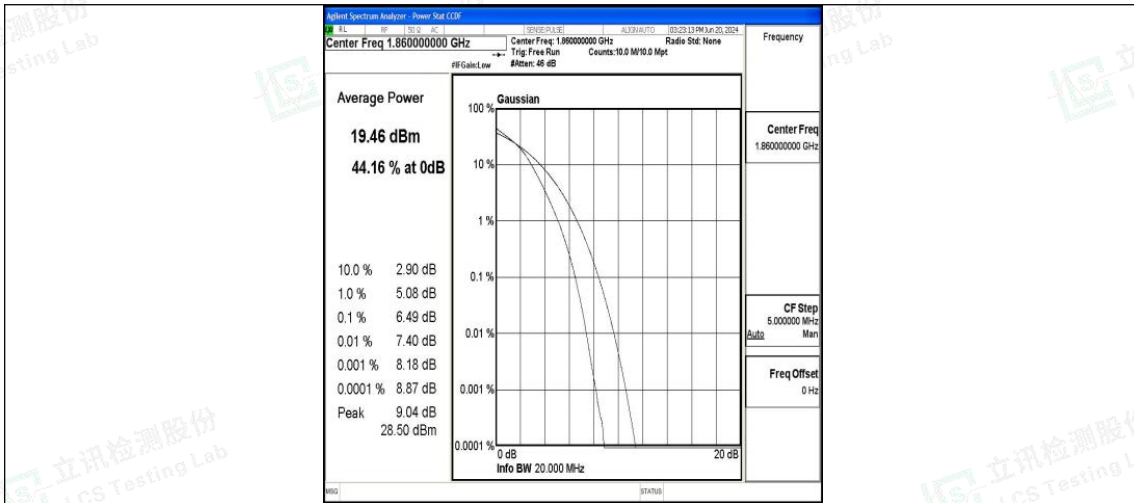 Agilent Spectrum Analyzer - Power Stat CCDF
RL RF 50 Ω AC SENSE:PULSE ALIGN AUTO 03:23:13 PM Jun 20, 2024
Center Freq 1.860000000 GHz
Center Freq: 1.860000000 GHz Radio Std: None
Trig: Free Run Counts:10.0 M/10.0 Mpt
#IFGain:Low #Atten: 46 dB
Frequency
Average Power
19.46 dBm
44.16 % at 0dB
10.0 % 2.90 dB
1.0 % 5.08 dB
0.1 % 6.49 dB
0.01 % 7.40 dB
0.001 % 8.18 dB
0.0001 % 8.87 dB
Peak 9.04 dB
28.50 dBm
Gaussian
100 %
10 %
1 %
0.1 %
0.01 %
0.001 %
0.0001 %
0 dB 20 dB
Info BW 20.000 MHz
Center Freq
1.860000000 GHz
CF Step
5.000000 MHz
Auto Man
Freq Offset
0 Hz
MSG STATUS
立讯检测股份
LCS Testing Lab